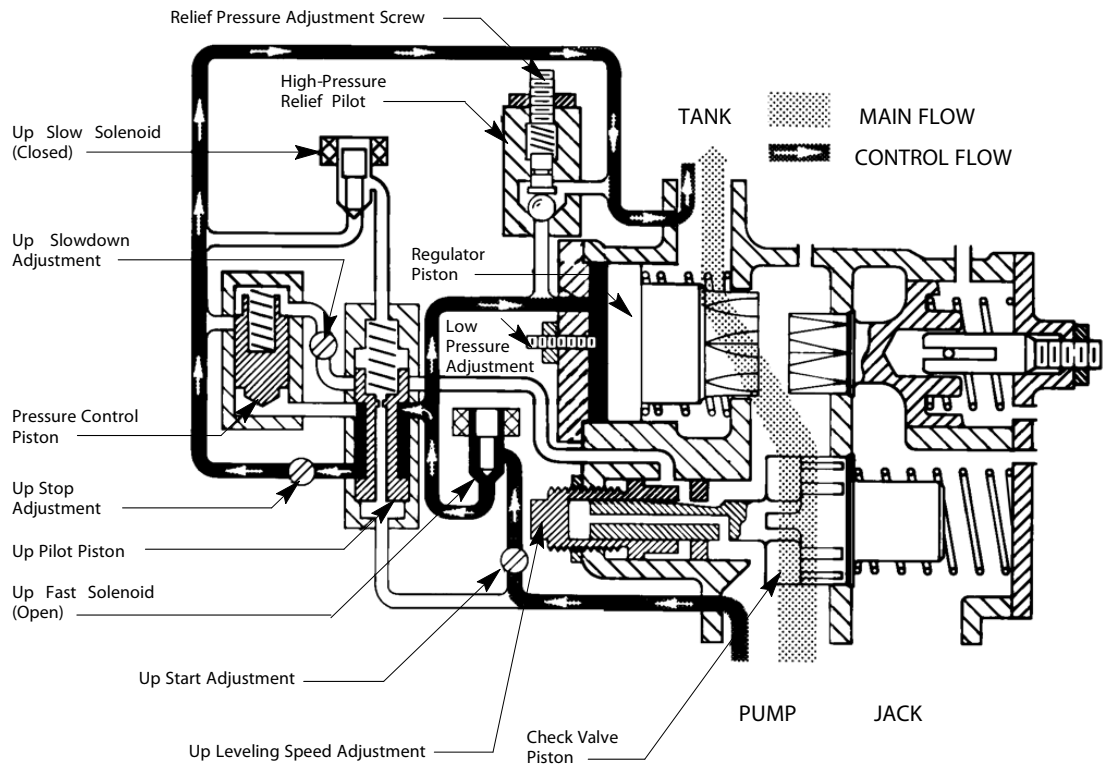 Relief Pressure Adjustment Screw
High-Pressure
Relief Pilot
Up Slow Solenoid
(Closed)
TANK
MAIN FLOW
CONTROL FLOW
Up Slowdown
Adjustment
Regulator
Piston
Low
Pressure
Adjustment
Pressure Control
Piston
Up Stop
Adjustment
Up Pilot Piston
Up Fast Solenoid
(Open)
Up Start Adjustment
PUMP
JACK
Up Leveling Speed Adjustment
Check Valve
Piston